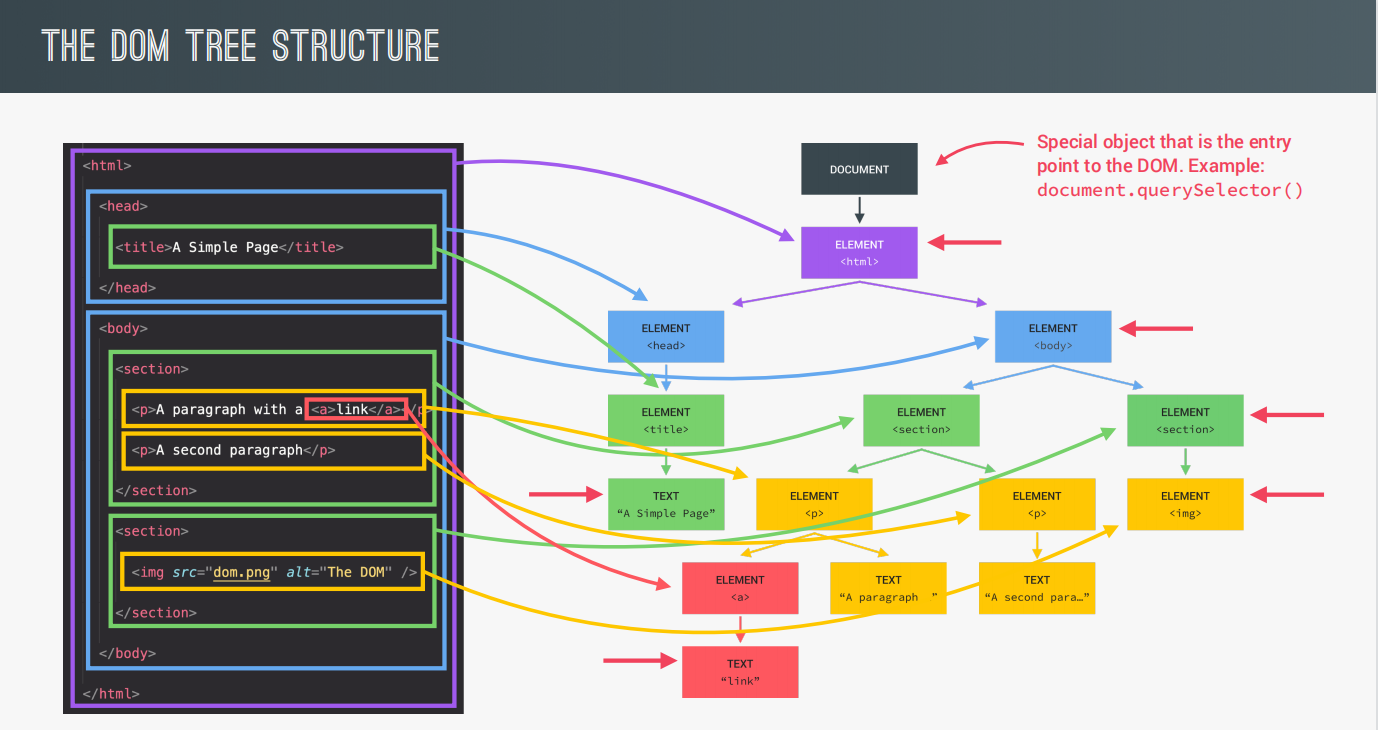 THE DOM TREE STRUCTURE
<html>
<head>
<title>A Simple Page</title>
</head>
<body>
<section>
<p>A paragraph with a <a>link</a></p>
<p>A second paragraph</p>
</section>
<section>
<img src="dom.png" alt="The DOM" />
</section>
</body>
</html>
DOCUMENT
Special object that is the entry
point to the DOM. Example:
document.querySelector()
ELEMENT
<html>
ELEMENT
<head>
ELEMENT
<body>
ELEMENT
<title>
ELEMENT
<section>
ELEMENT
<section>
TEXT
“A Simple Page”
ELEMENT
<p>
ELEMENT
<p>
ELEMENT
<img>
ELEMENT
<a>
TEXT
“A paragraph ”
TEXT
“A second para…”
TEXT
“link”